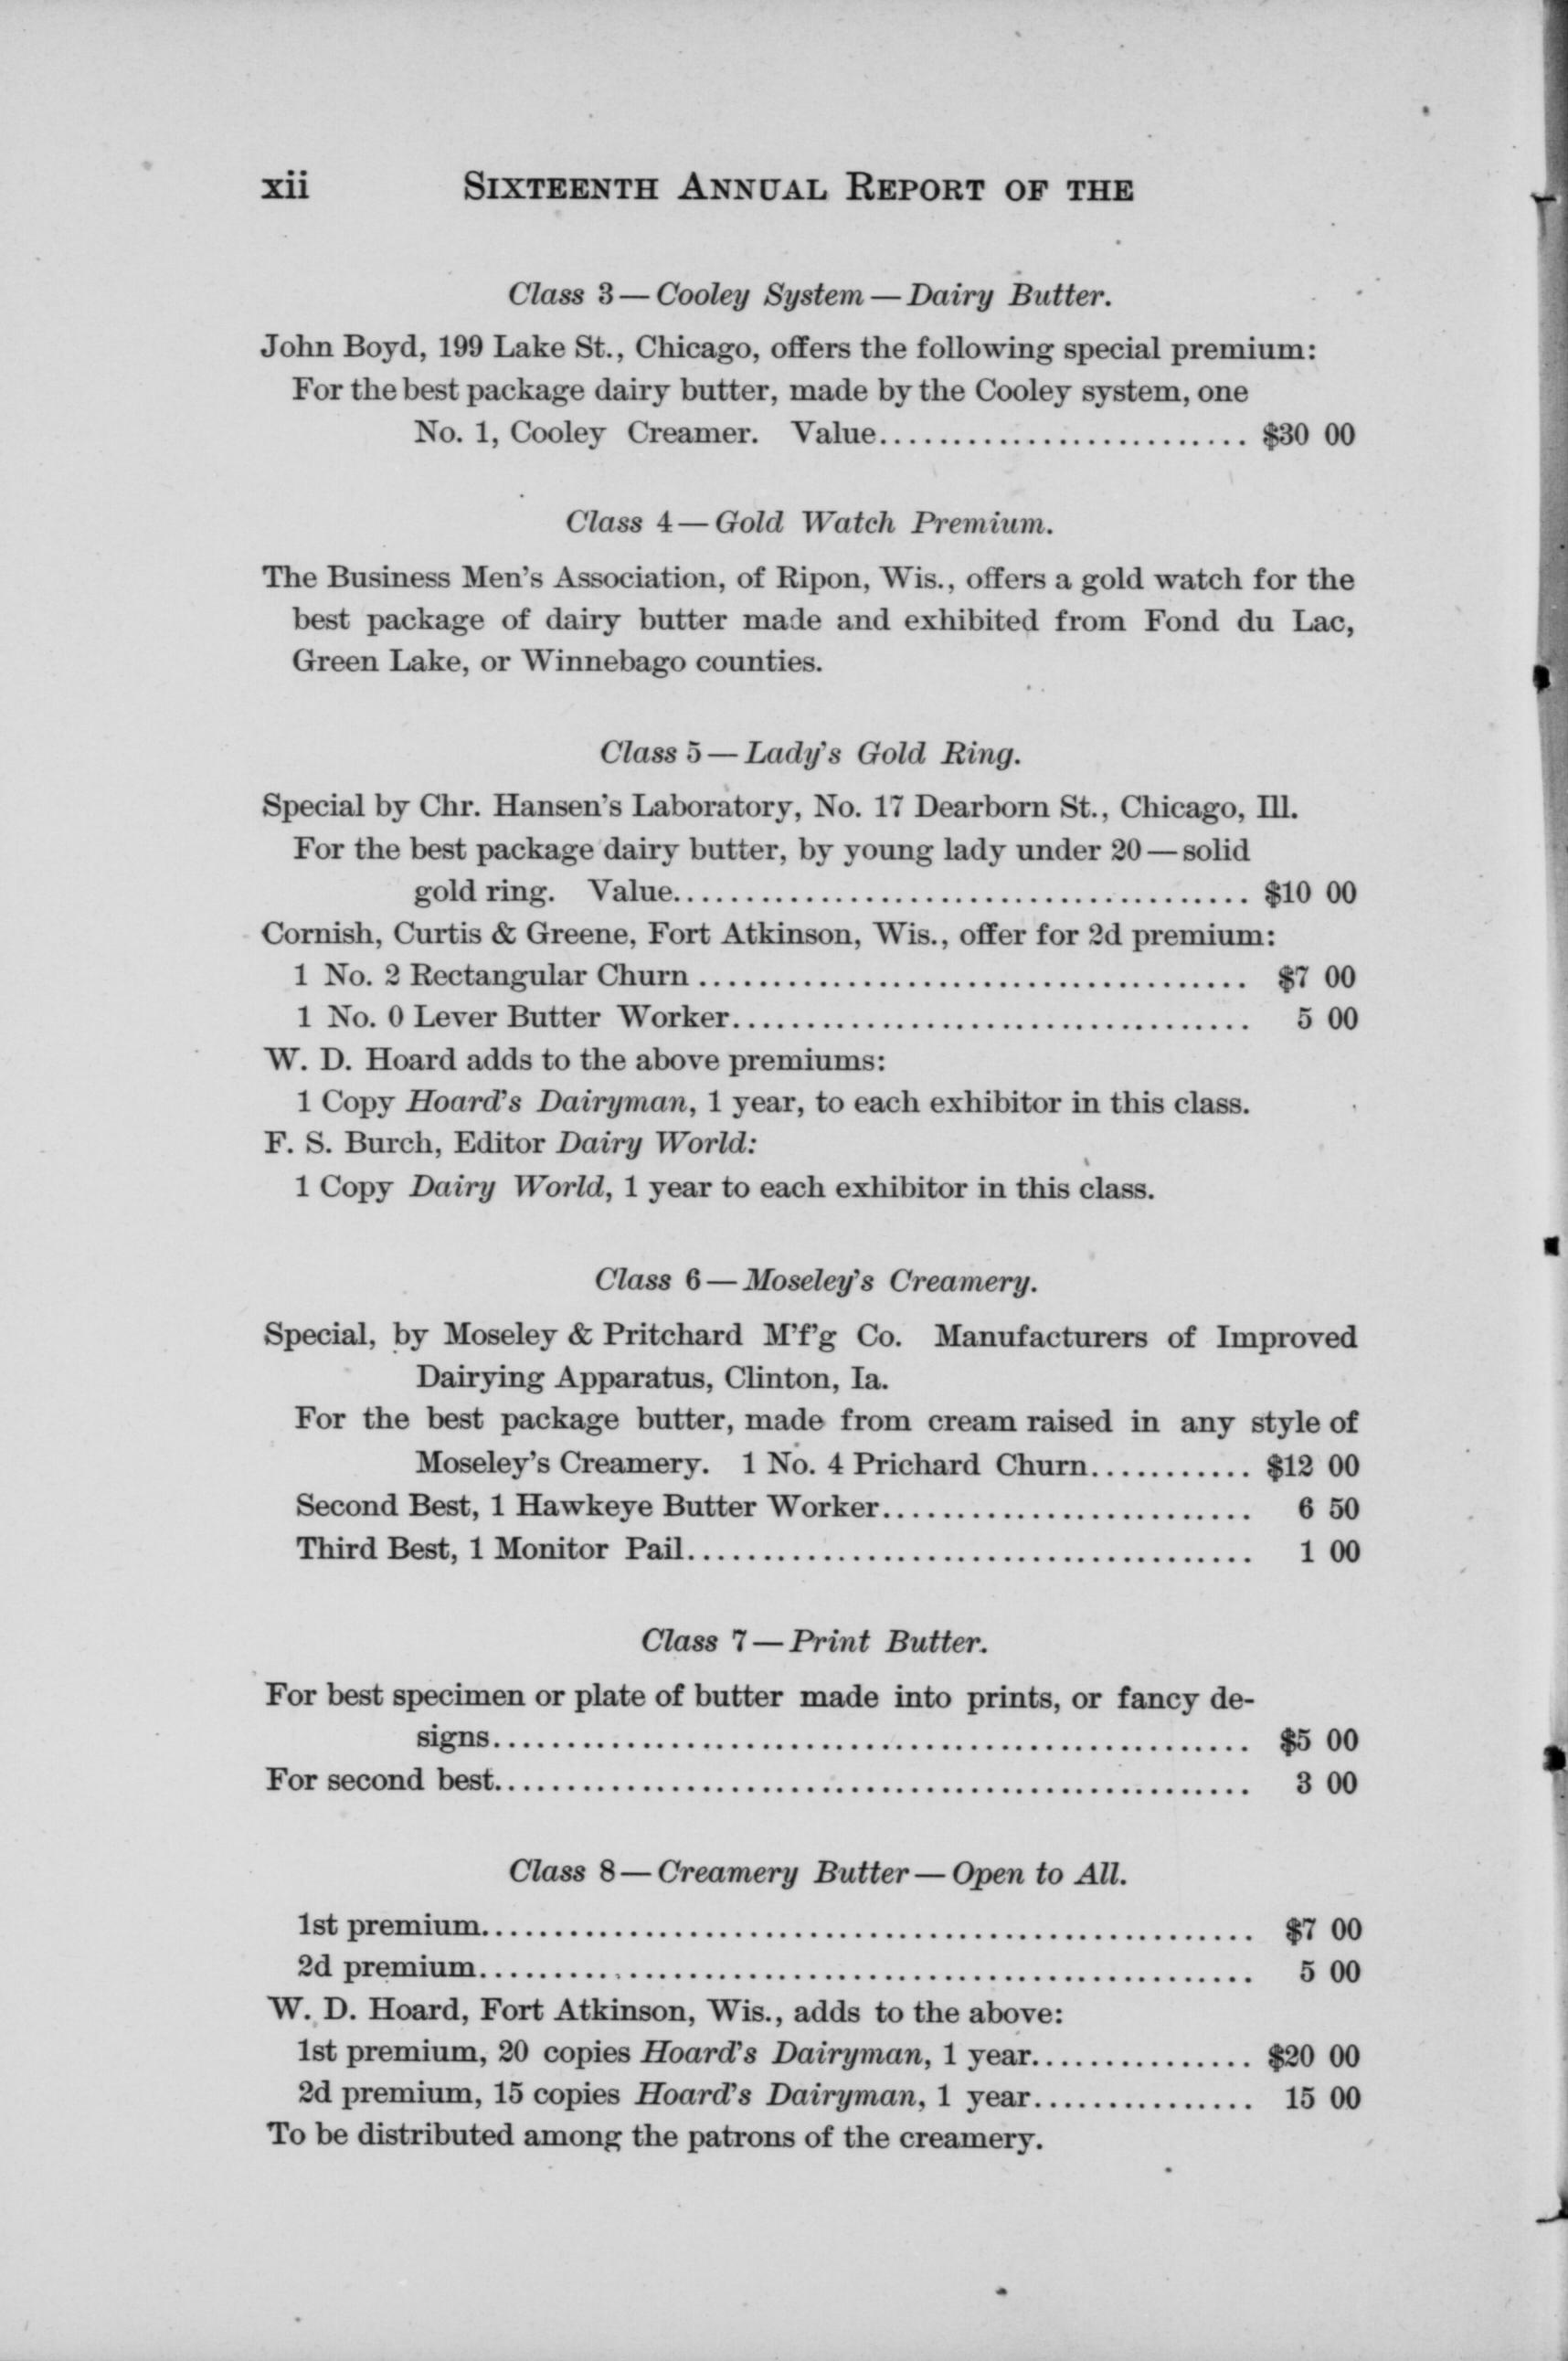 xii SIXTEENTH ANNUAL REPORT OF THE
Class 3—Cooley System—Dairy Butter.
John Boyd, 199 Lake St., Chicago, offers the following special premium:
For the best package dairy butter, made by the Cooley system, one
No. 1, Cooley Creamer. Value.......................... $30 00
Class 4—Gold Watch Premium.
The Business Men's Association, of Ripon, Wis., offers a gold watch for the
best package of dairy butter made and exhibited from Fond du Lac,
Green Lake, or Winnebago counties.
Class 5—Lady's Gold Ring.
Special by Chr. Hansen's Laboratory, No. 17 Dearborn St., Chicago, Ill.
For the best package dairy butter, by young lady under 20—solid
gold ring. Value....................................... $10 00
Cornish, Curtis & Greene, Fort Atkinson, Wis., offer for 2d premium:
1 No. 2 Rectangular Churn ...................................... $7 00
1 No. 0 Lever Butter Worker.................................... 5 00
W. D. Hoard adds to the above premiums:
1 Copy Hoard's Dairyman, 1 year, to each exhibitor in this class.
F. S. Burch, Editor Dairy World:
1 Copy Dairy World, 1 year to each exhibitor in this class.
Class 6—Moseley's Creamery.
Special, by Moseley & Pritchard M'f'g Co. Manufacturers of Improved
Dairying Apparatus, Clinton, Ia.
For the best package butter, made from cream raised in any style of
Moseley's Creamery. 1 No. 4 Prichard Churn........... $12 00
Second Best, 1 Hawkeye Butter Worker.......................... 6 50
Third Best, 1 Monitor Pail....................................... 1 00
Class 7—Print Butter.
For best specimen or plate of butter made into prints, or fancy de-
signs.................................................... $5 00
For second best.................................................... 3 00
Class 8—Creamery Butter—Open to All.
1st premium..................................................... $7 00
2d premium..................................................... 5 00
W. D. Hoard, Fort Atkinson, Wis., adds to the above:
1st premium, 20 copies Hoard's Dairyman, 1 year............... $20 00
2d premium, 15 copies Hoard's Dairyman, 1 year............... 15 00
To be distributed among the patrons of the creamery.